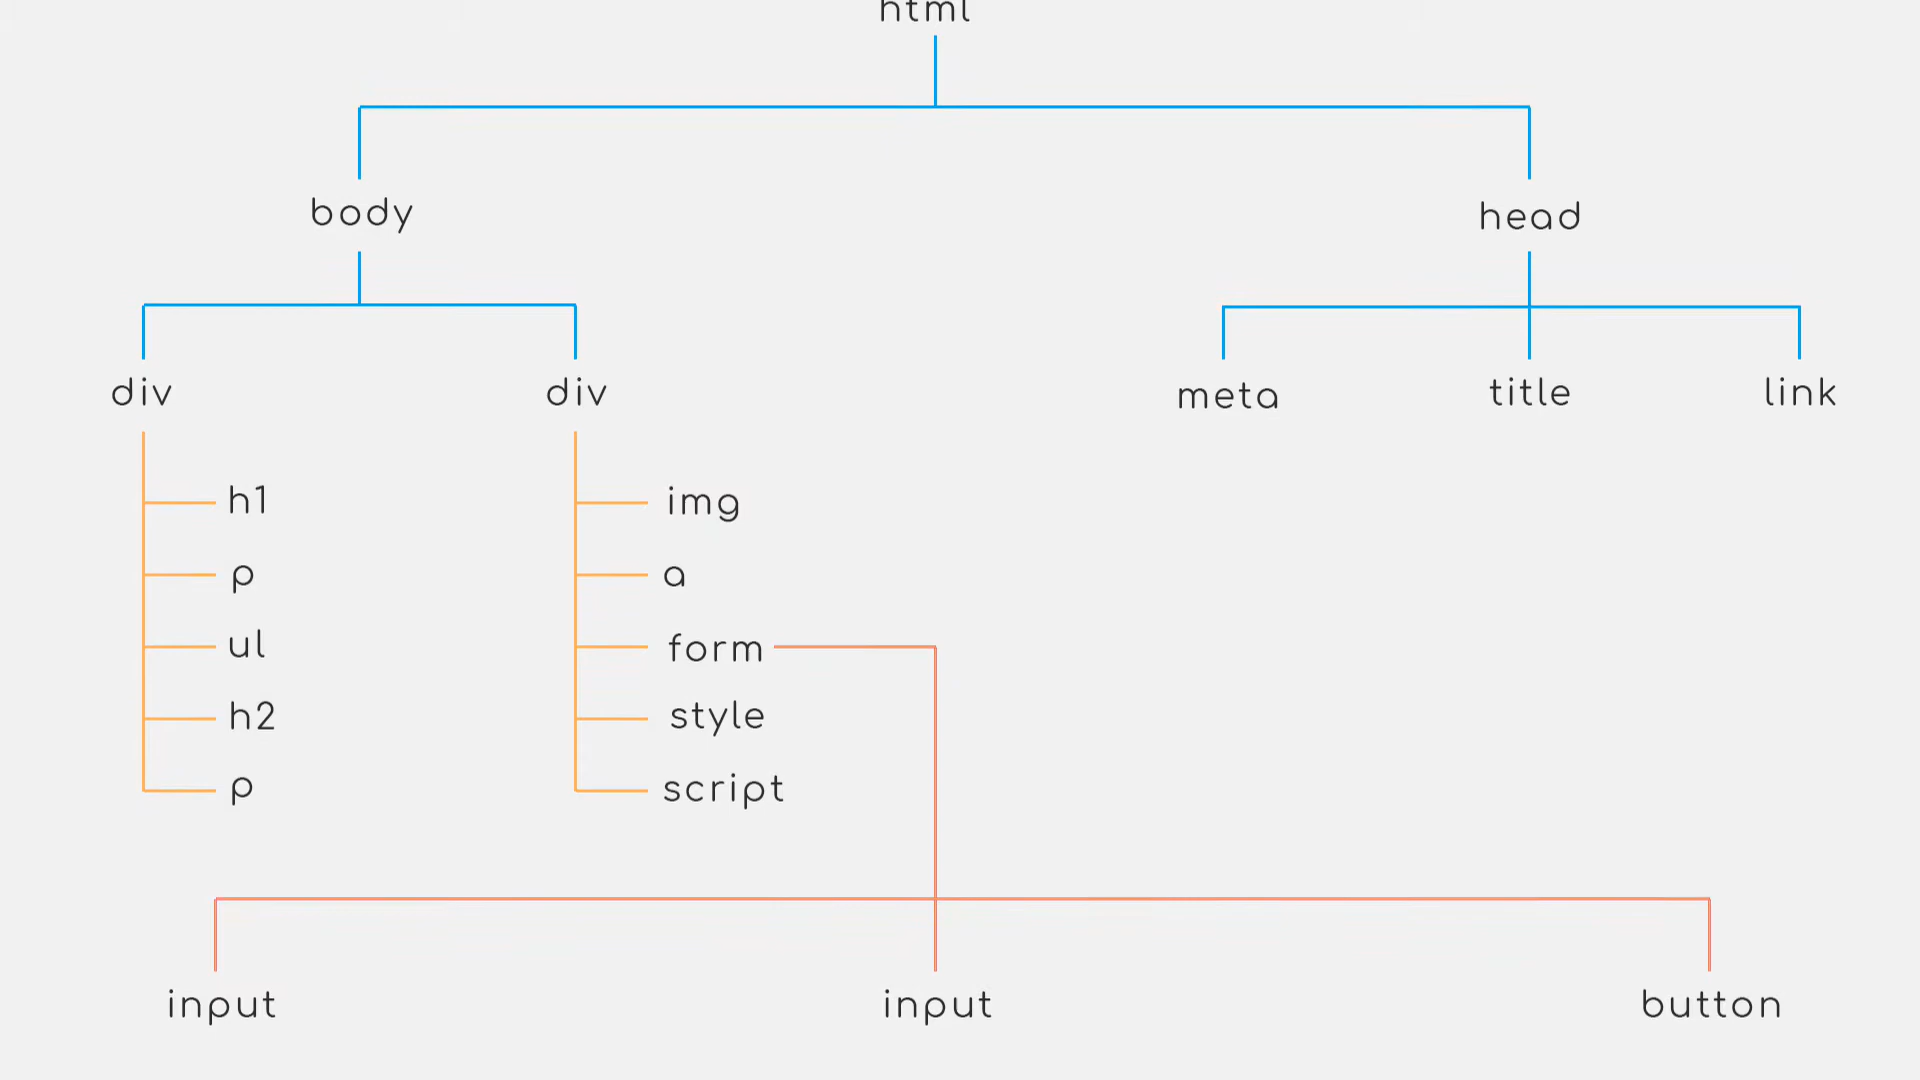 html
body
head
div
div
meta
title
link
h1
p
ul
h2
p
img
a
form
style
script
input
input
button